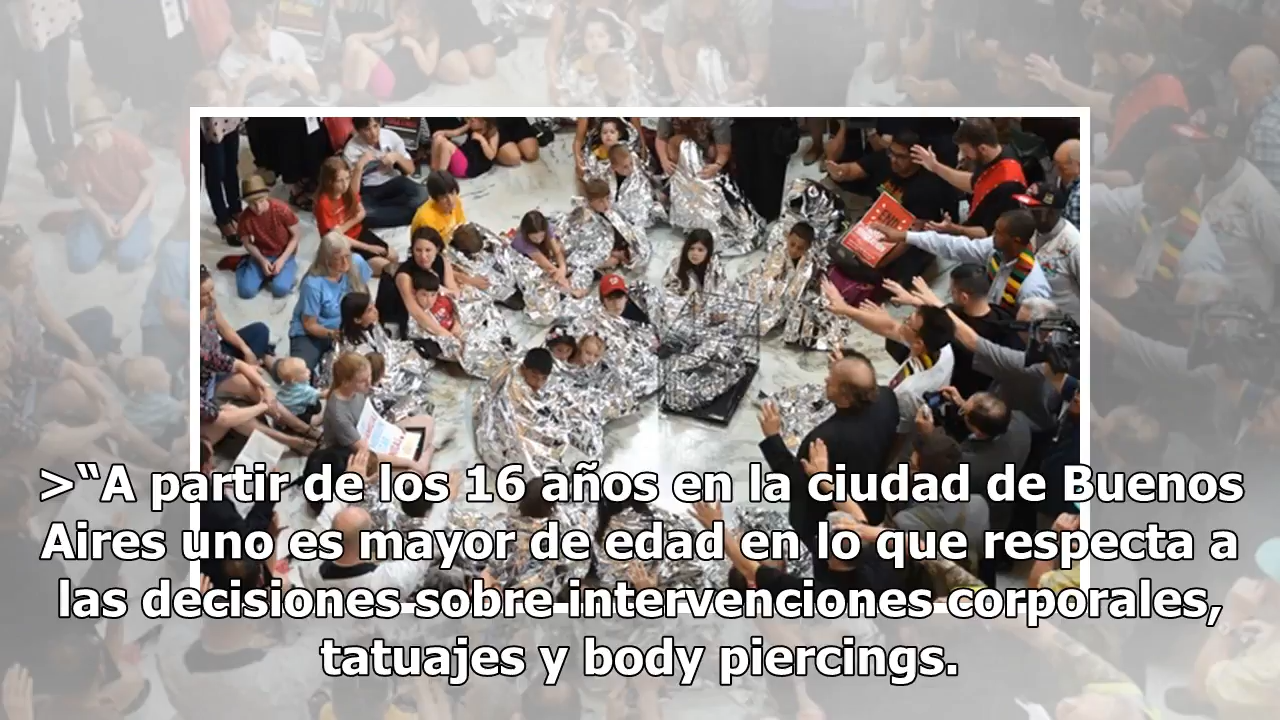 >“A partir de los 16 años en la ciudad de Buenos
Aires uno es mayor de edad en lo que respecta a
las decisiones sobre intervenciones corporales,
tatuajes y body piercings.